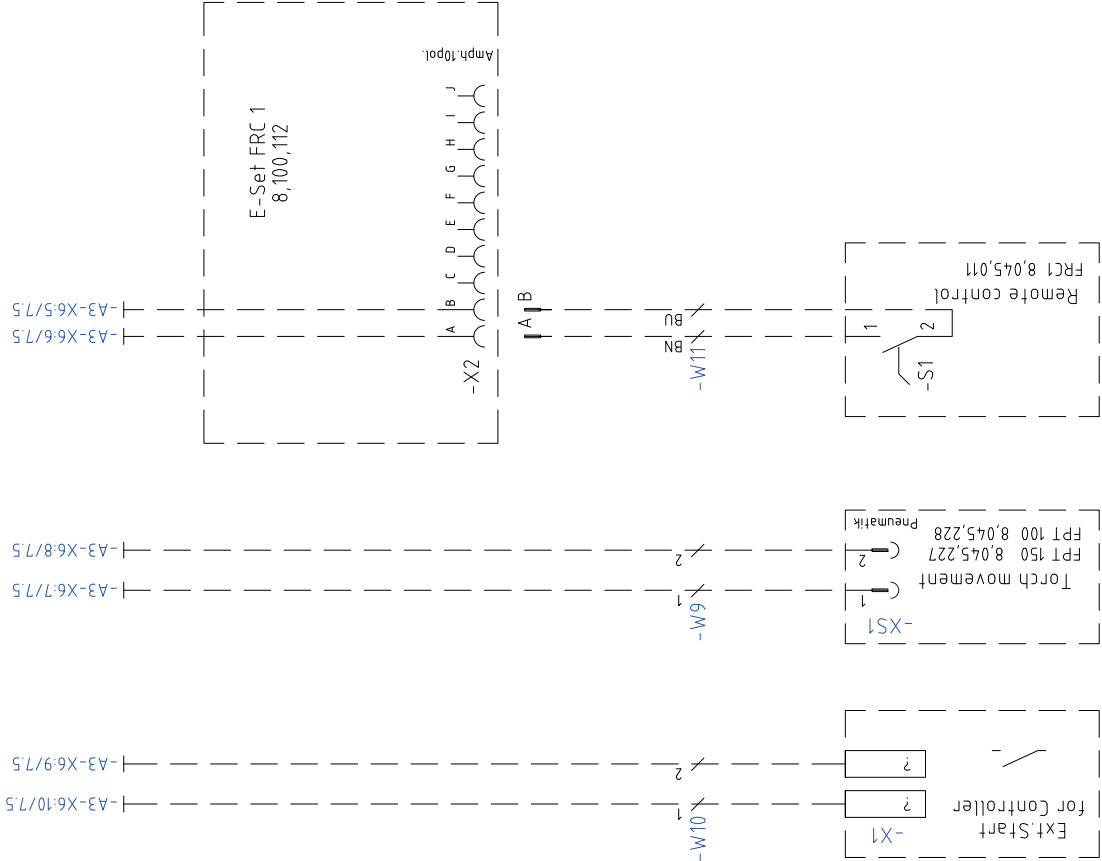 Amph.10pol.
E-Set FRC 1
8,100,112
J
I
H
G
F
E
D
C
B
A
-X2
B
A
-A3-X6:5/7.5
-A3-X6:6/7.5
BU
BN
-W11
FRC1 8,045,011
Remote control
1
2
-S1
-A3-X6:8/7.5
-A3-X6:7/7.5
2
1
-W9
Pneumatik
2
1
FPT 100 8,045,228
FPT 150 8,045,227
Torch movement
-XS1
-A3-X6:9/7.5
-A3-X6:10/7.5
2
1
-W10
?
?
-X1
Ext.Start
for Controller